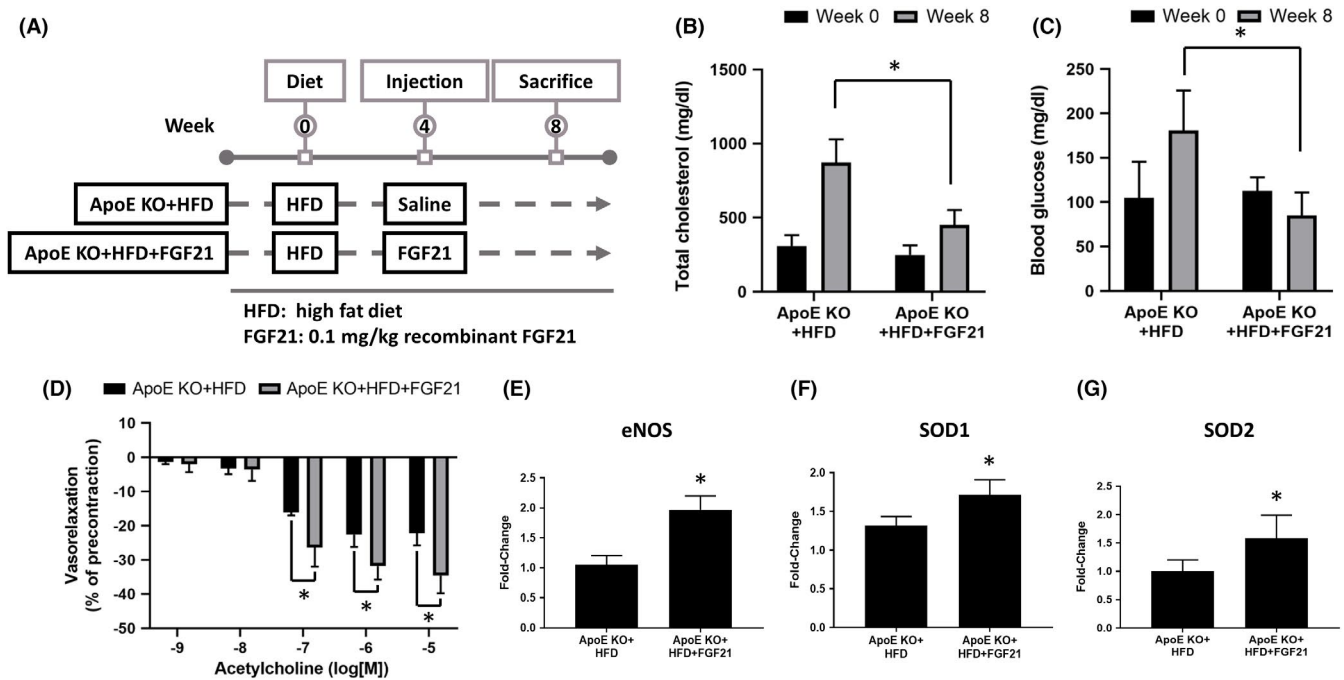 (A)
Diet Injection Sacrifice
Week 0 4 8
ApoE KO+HFD HFD Saline
ApoE KO+HFD+FGF21 HFD FGF21
HFD: high fat diet
FGF21: 0.1 mg/kg recombinant FGF21
(B)
Week 0 Week 8
*
Total cholesterol (mg/dl)
1500
1000
500
0
ApoE KO ApoE KO
+HFD +HFD+FGF21
(C)
Week 0 Week 8
*
Blood glucose (mg/dl)
250
200
150
100
50
0
ApoE KO ApoE KO
+HFD +HFD+FGF21
(D)
ApoE KO+HFD ApoE KO+HFD+FGF21
Vasorelaxation
(% of precontraction)
10
0
-10
-20
-30
-40
-50
* * *
-9 -8 -7 -6 -5
Acetylcholine (log[M])
(E)
eNOS
*
Fold-Change
2.5
2.0
1.5
1.0
0.5
0.0
ApoE KO+ ApoE KO+
HFD HFD+FGF21
(F)
SOD1
*
Fold-Change
2.0
1.5
1.0
0.5
0.0
ApoE KO+ ApoE KO+
HFD HFD+FGF21
(G)
SOD2
*
Fold-Change
2.5
2.0
1.5
1.0
0.5
0.0
ApoE KO+ ApoE KO+
HFD HFD+FGF21